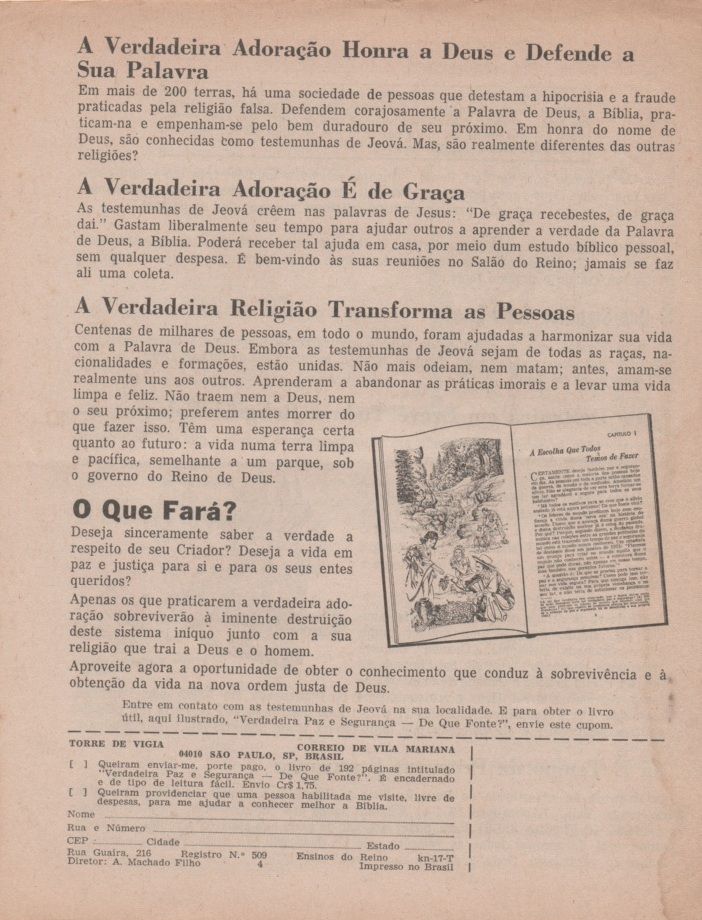 A Verdadeira Adoração Honra a Deus e Defende a
Sua Palavra
Em mais de 200 terras, há uma sociedade de pessoas que detestam a hipocrisia e a fraude
praticadas pela religião falsa. Defendem corajosamente a Palavra de Deus, a Bíblia, pra-
ticam-na e empenham-se pelo bem duradouro de seu próximo. Em honra do nome de
Deus, são conhecidas como testemunhas de Jeová. Mas, são realmente diferentes das outras
religiões?
A Verdadeira Adoração É de Graça
As testemunhas de Jeová crêem nas palavras de Jesus: “De graça recebestes, de graça
dai.” Gastam liberalmente seu tempo para ajudar outros a aprender a verdade da Palavra
de Deus, a Bíblia. Poderá receber tal ajuda em casa, por meio dum estudo bíblico pessoal,
sem qualquer despesa. É bem-vindo às suas reuniões no Salão do Reino; jamais se faz
ali uma coleta.
A Verdadeira Religião Transforma as Pessoas
Centenas de milhares de pessoas, em todo o mundo, foram ajudadas a harmonizar sua vida
com a Palavra de Deus. Embora as testemunhas de Jeová sejam de todas as raças, na-
cionalidades e formações, estão unidas. Não mais odeiam, nem matam; antes, amam-se
realmente uns aos outros. Aprenderam a abandonar as práticas imorais e a levar uma vida
limpa e feliz. Não traem nem a Deus, nem
o seu próximo; preferem antes morrer do
que fazer isso. Têm uma esperança certa
quanto ao futuro: a vida numa terra limpa
e pacífica, semelhante a um parque, sob
o governo do Reino de Deus.
CAPÍTULO 1
A Escolha Que Todos
Temos de Fazer
O Que Fará?
Deseja sinceramente saber a verdade a
respeito de seu Criador? Deseja a vida em
paz e justiça para si e para os seus entes
queridos?
Apenas os que praticarem a verdadeira ado-
ração sobreviverão à iminente destruição
deste sistema iníquo junto com a sua
religião que trai a Deus e o homem.
Aproveite agora a oportunidade de obter o conhecimento que conduz à sobrevivência e à
obtenção da vida na nova ordem justa de Deus.
Entre em contato com as testemunhas de Jeová na sua localidade. E para obter o livro
útil, aqui ilustrado, “Verdadeira Paz e Segurança — De Que Fonte?”, envie este cupom.
TORRE DE VIGIA CORREIO DE VILA MARIANA
04010 SÃO PAULO, SP, BRASIL
[ ] Queiram enviar-me, porte pago, o livro de 192 páginas intitulado
“Verdadeira Paz e Segurança — De Que Fonte?”. É encadernado
e de tipo de leitura fácil. Envio Cr$ 1,75.
[ ] Queiram providenciar que uma pessoa habilitada me visite, livre de
despesas, para me ajudar a conhecer melhor a Bíblia.
Nome
Rua e Número
CEP Cidade Estado
Rua Guaíra, 216 Registro N.º 509 Ensinos do Reino kn-17-T
Diretor: A. Machado Filho 4 Impresso no Brasil